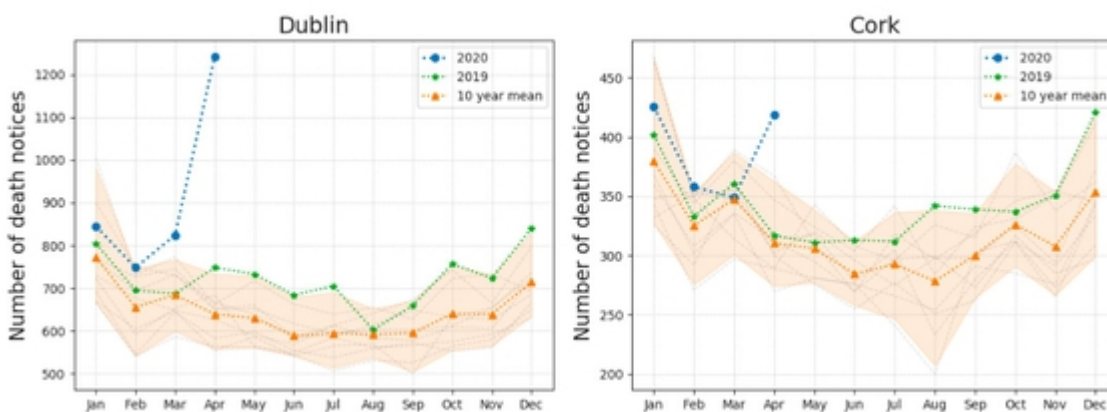 Dublin
Number of death notices
1200
1100
1000
900
800
700
600
500
2020
2019
10 year mean
Jan Feb Mar Apr May Jun Jul Aug Sep Oct Nov Dec
Cork
Number of death notices
450
400
350
300
250
200
2020
2019
10 year mean
Jan Feb Mar Apr May Jun Jul Aug Sep Oct Nov Dec